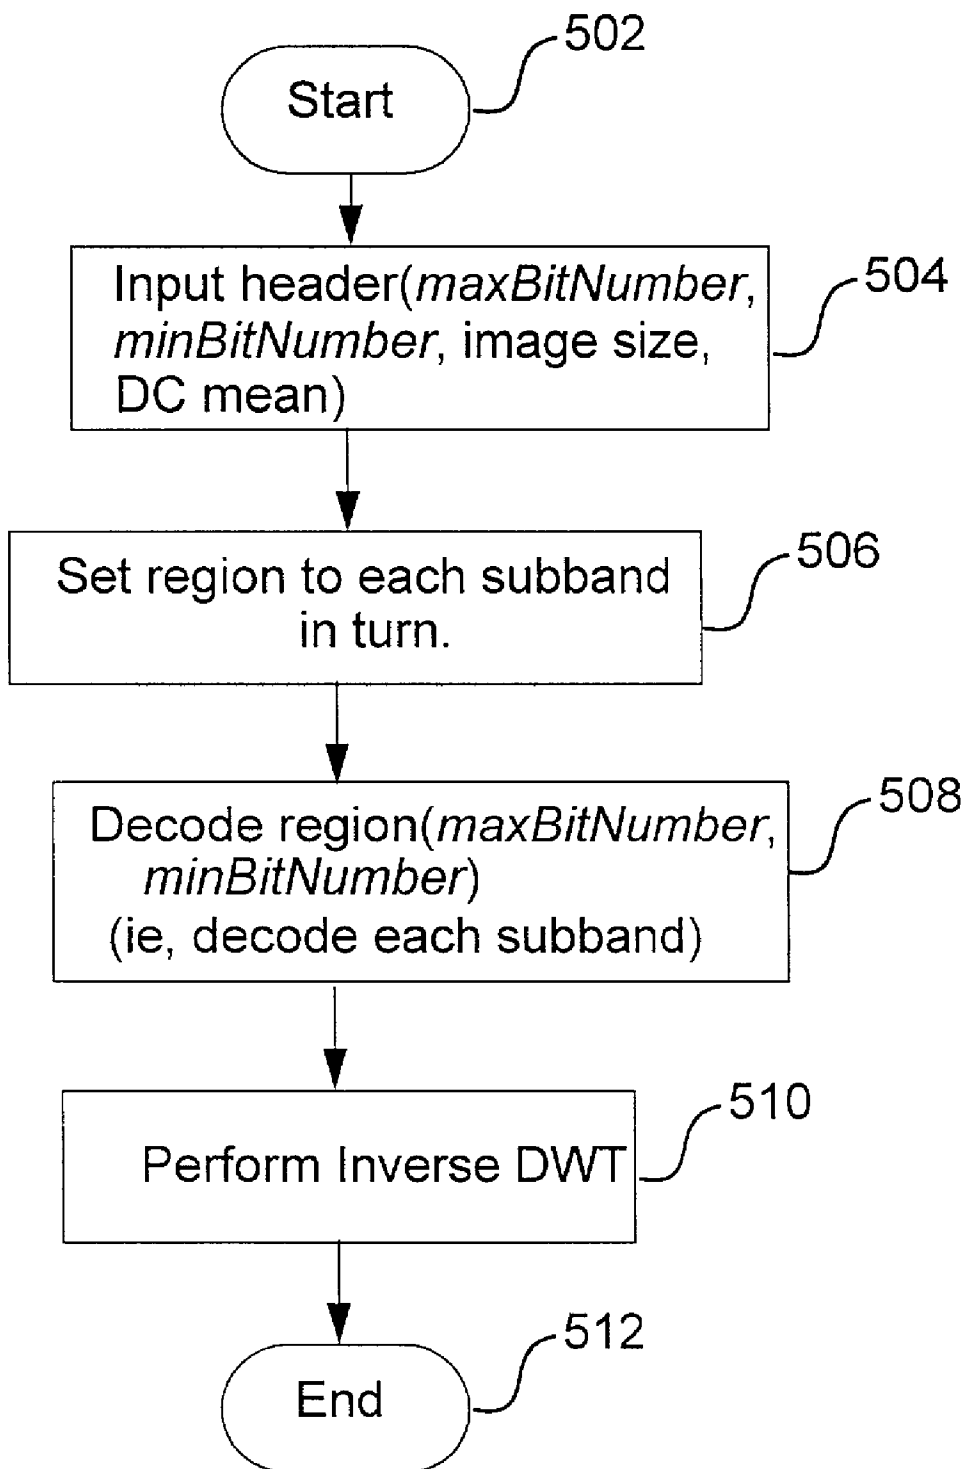 502
Start
Input header(maxBitNumber,
minBitNumber, image size,
DC mean)
504
Set region to each subband
in turn.
506
Decode region(maxBitNumber,
minBitNumber)
(ie, decode each subband)
508
Perform Inverse DWT
510
End
512